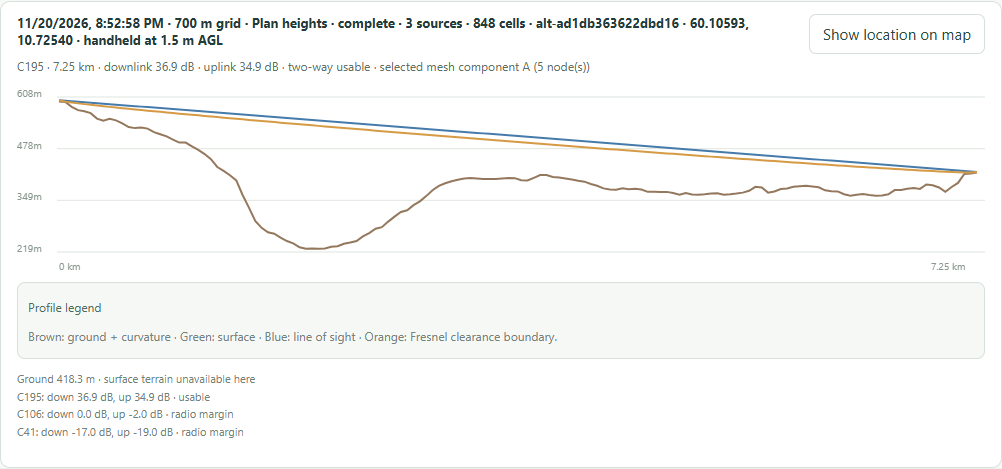 11/20/2026, 8:52:58 PM · 700 m grid · Plan heights · complete · 3 sources · 848 cells · alt-ad1db363622dbd16 · 60.10593,
10.72540 · handheld at 1.5 m AGL
Show location on map
C195 · 7.25 km · downlink 36.9 dB · uplink 34.9 dB · two-way usable · selected mesh component A (5 node(s))
608m
478m
349m
219m
0 km
7.25 km
Profile legend
Brown: ground + curvature · Green: surface · Blue: line of sight · Orange: Fresnel clearance boundary.
Ground 418.3 m · surface terrain unavailable here
C195: down 36.9 dB, up 34.9 dB · usable
C106: down 0.0 dB, up -2.0 dB · radio margin
C41: down -17.0 dB, up -19.0 dB · radio margin